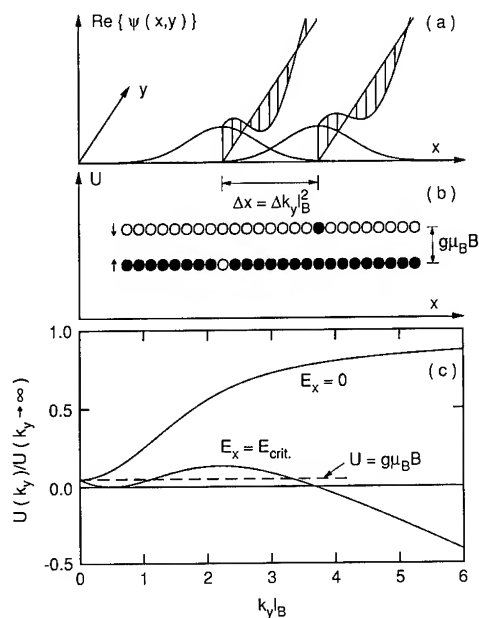 Re{ψ(x,y)}
(a)
y
x
Δx = Δk_y l_B^2
U
(b)
↓
gμ_B B
↑
x
1.0
(c)
E_x = 0
0.5
U(k_y)/U(k_y → ∞)
E_x = E_crit.
U = gμ_B B
0.0
-0.5
0 1 2 3 4 5 6
k_y l_B